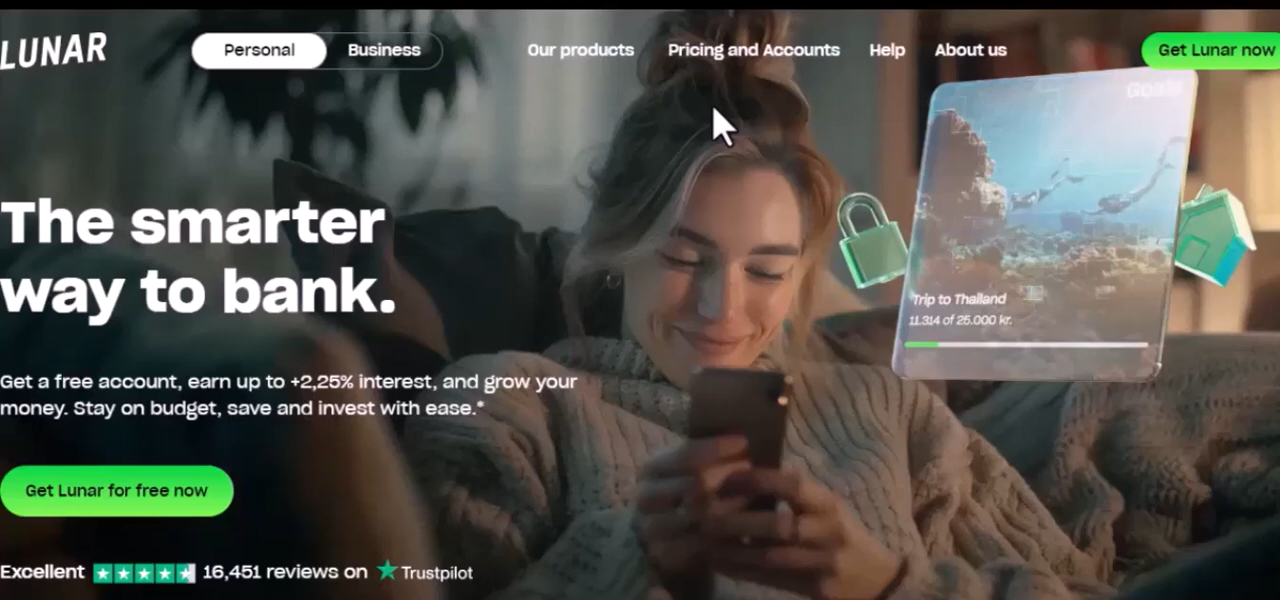 LUNAR
Personal
Business
Our products
Pricing and Accounts
Help
About us
Get Lunar now
Goals
The smarter
way to bank.
Trip to Thailand
11.314 of 25.000 kr.
Get a free account, earn up to +2,25% interest, and grow your
money. Stay on budget, save and invest with ease.*
Get Lunar for free now
Excellent
16,451 reviews on
Trustpilot